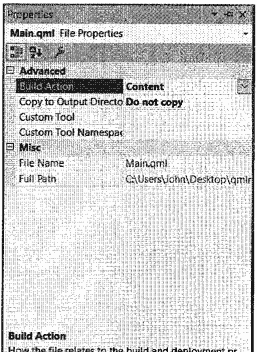 Properties
Main.qml File Properties
Advanced
Build Action Content
Copy to Output Directo Do not copy
Custom Tool
Custom Tool Namespac
Misc
File Name Main.qml
Full Path C:\Users\John\Desktop\qmlr
Build Action
How the file relates to the build and deployment pr